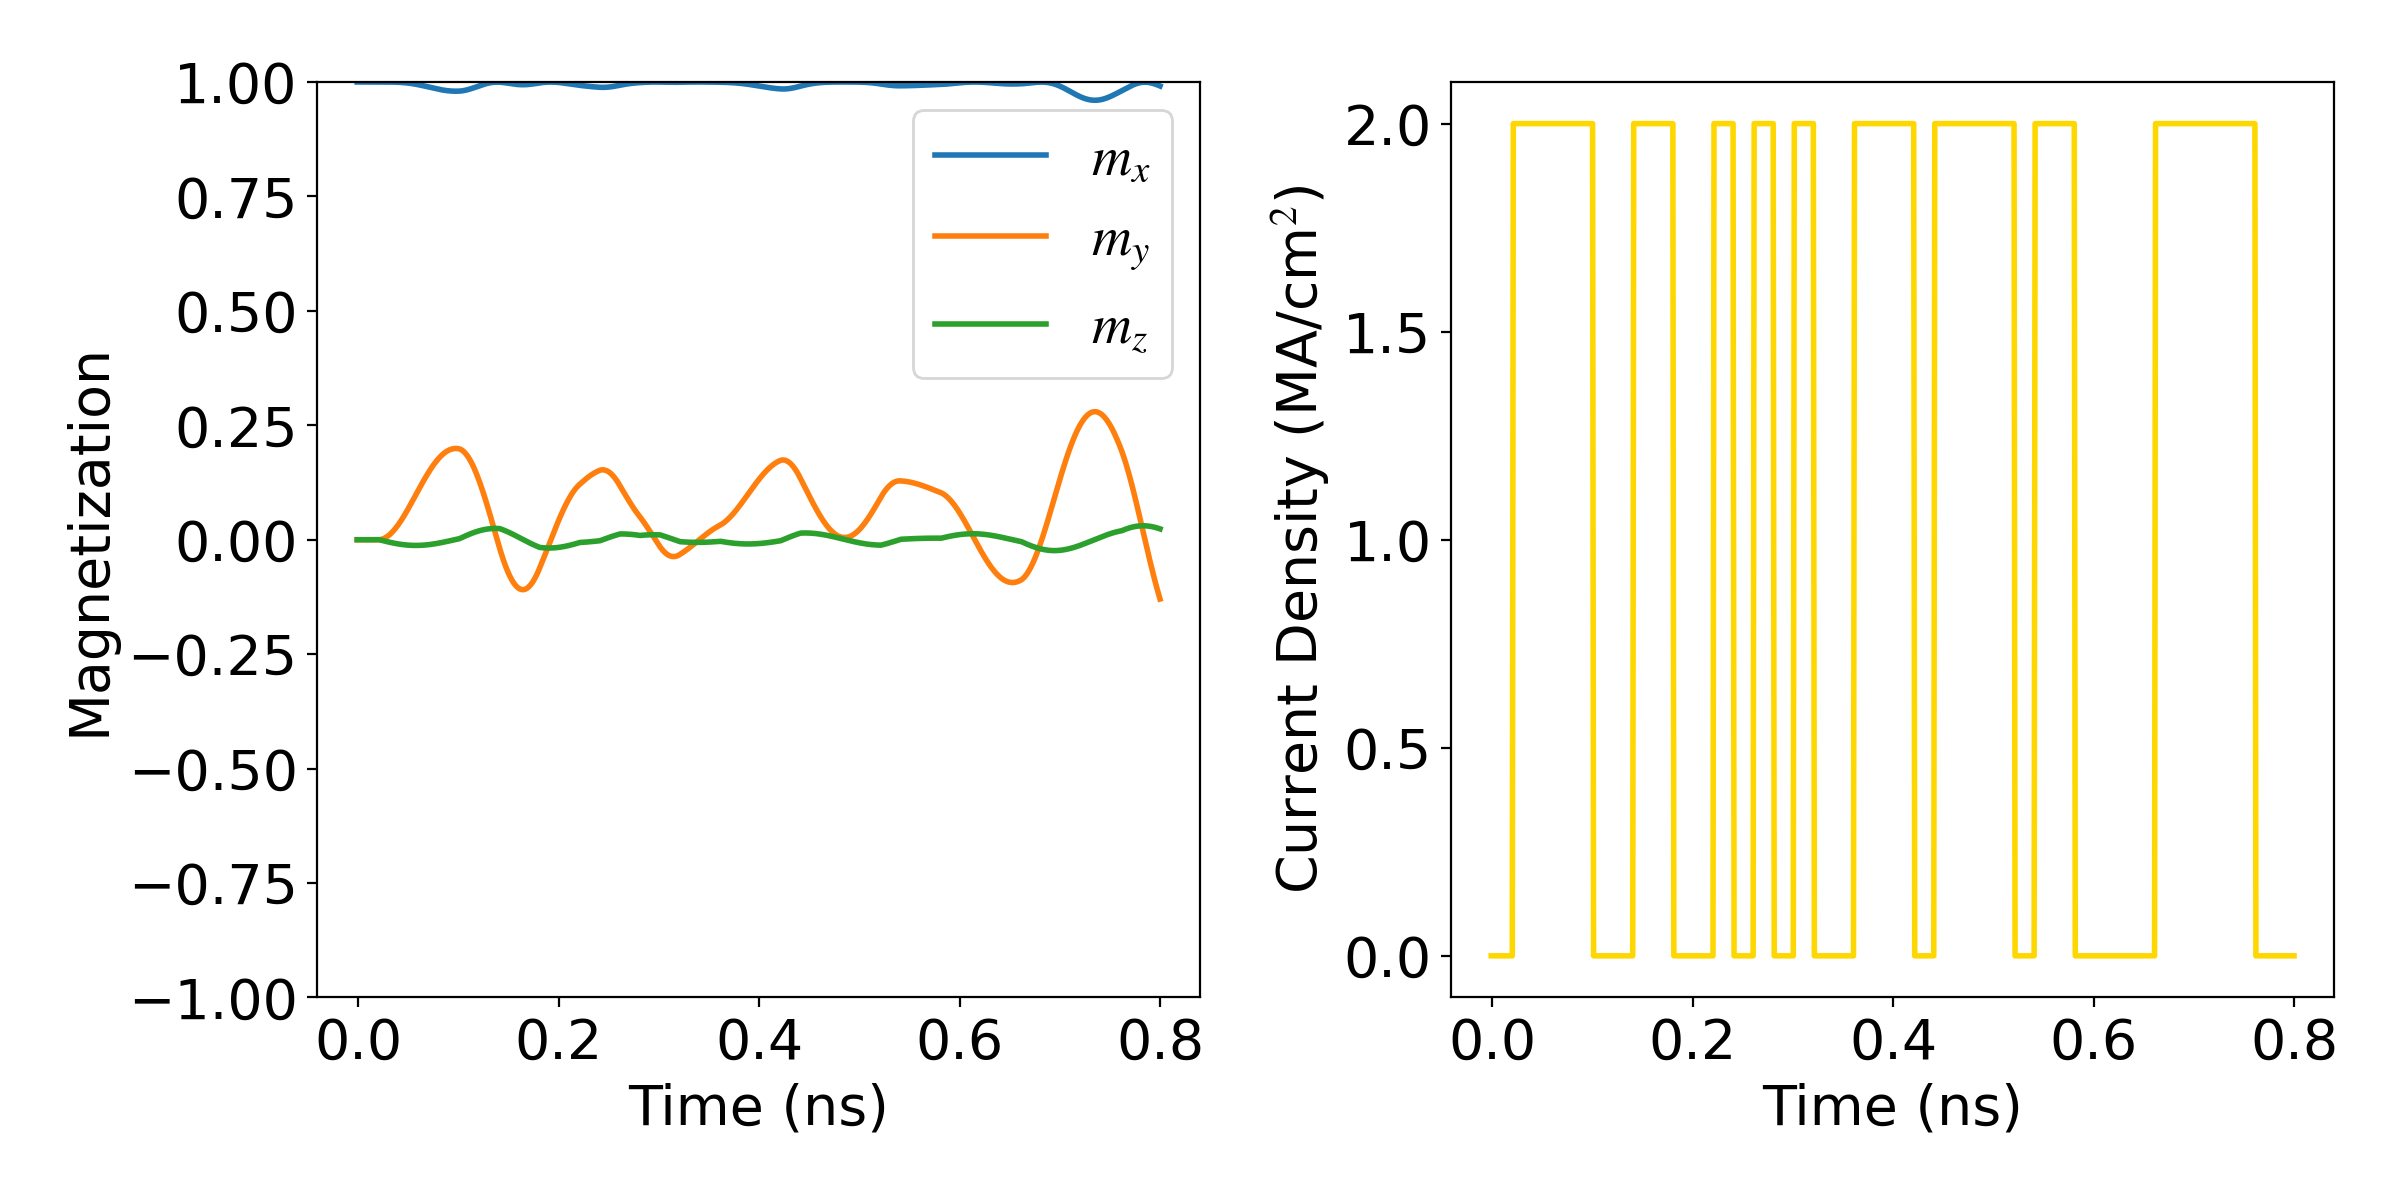 Magnetization
1.00
0.75
0.50
0.25
0.00
−0.25
−0.50
−0.75
−1.00
0.0 0.2 0.4 0.6 0.8
Time (ns)
m_x
m_y
m_z
Current Density (MA/cm²)
2.0
1.5
1.0
0.5
0.0
0.0 0.2 0.4 0.6 0.8
Time (ns)